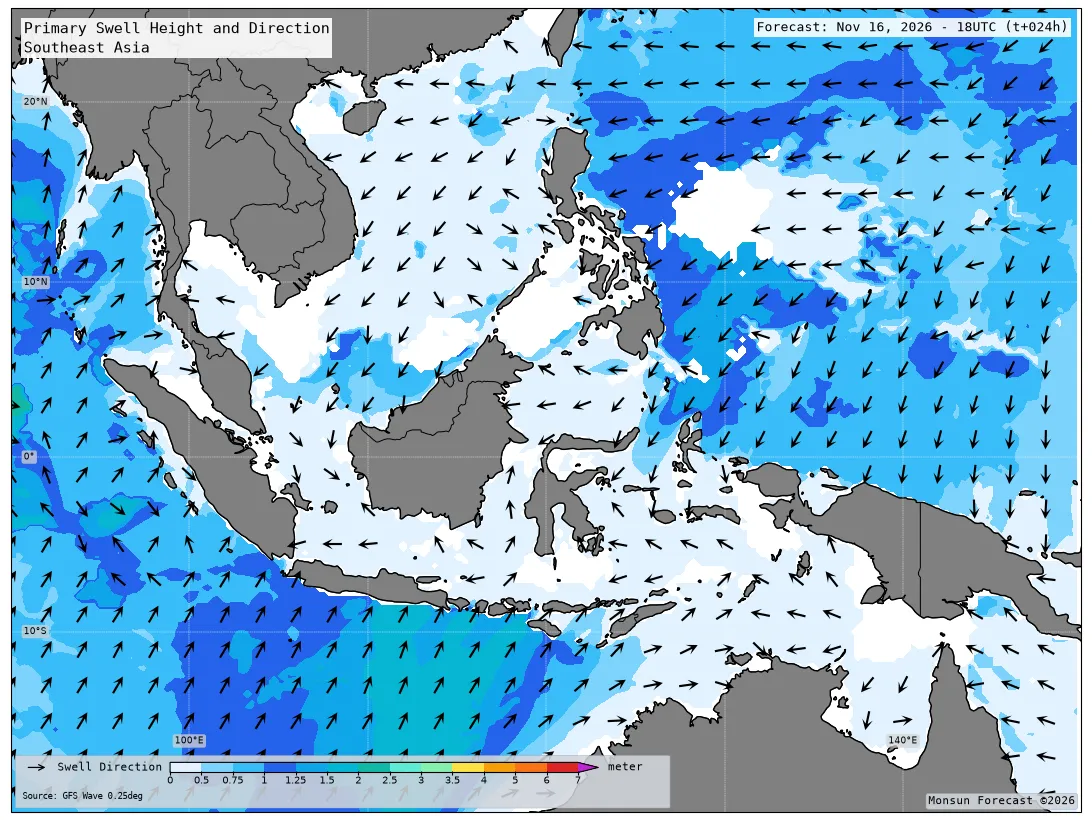 Primary Swell Height and Direction
Southeast Asia
Forecast: Nov 16, 2026 - 18UTC (t+024h)
20°N
10°N
0°
10°S
100°E
140°E
Swell Direction
0 0.5 0.75 1 1.25 1.5 2 2.5 3 3.5 4 5 6 7
meter
Source: GFS Wave 0.25deg
Monsun Forecast ©2026